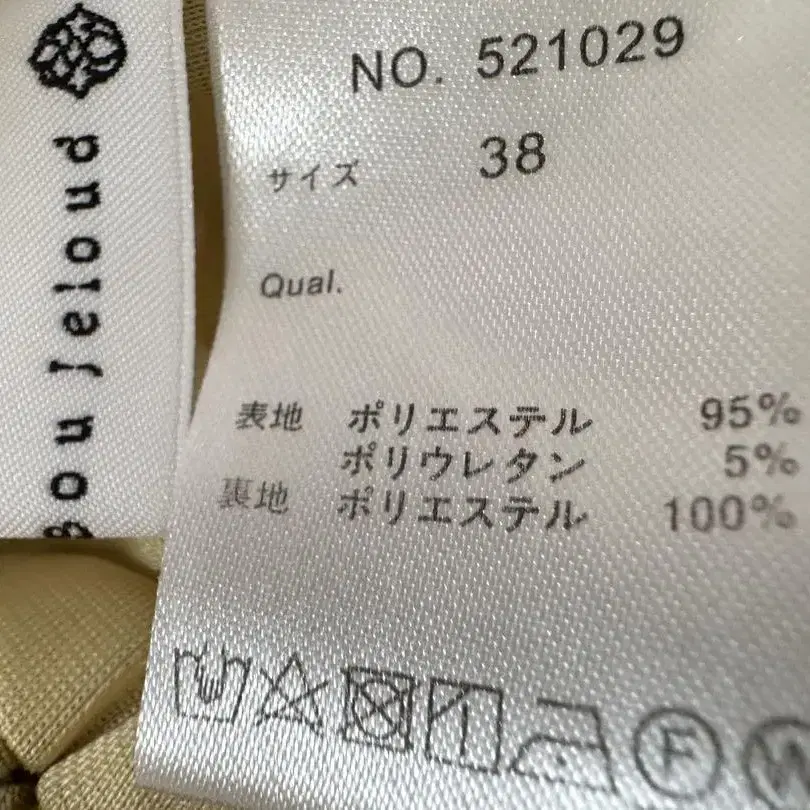 Bou Jeloud
NO. 521029
サイズ 38
Qual.
表地 ポリエステル 95%
ポリウレタン 5%
裏地 ポリエステル 100%
F
W